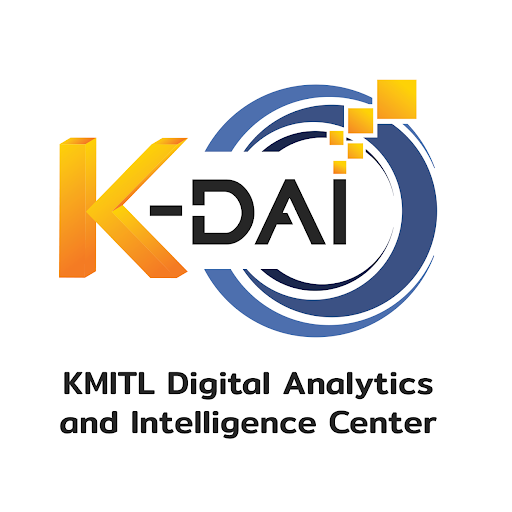 K-DAI
KMITL Digital Analytics
and Intelligence Center